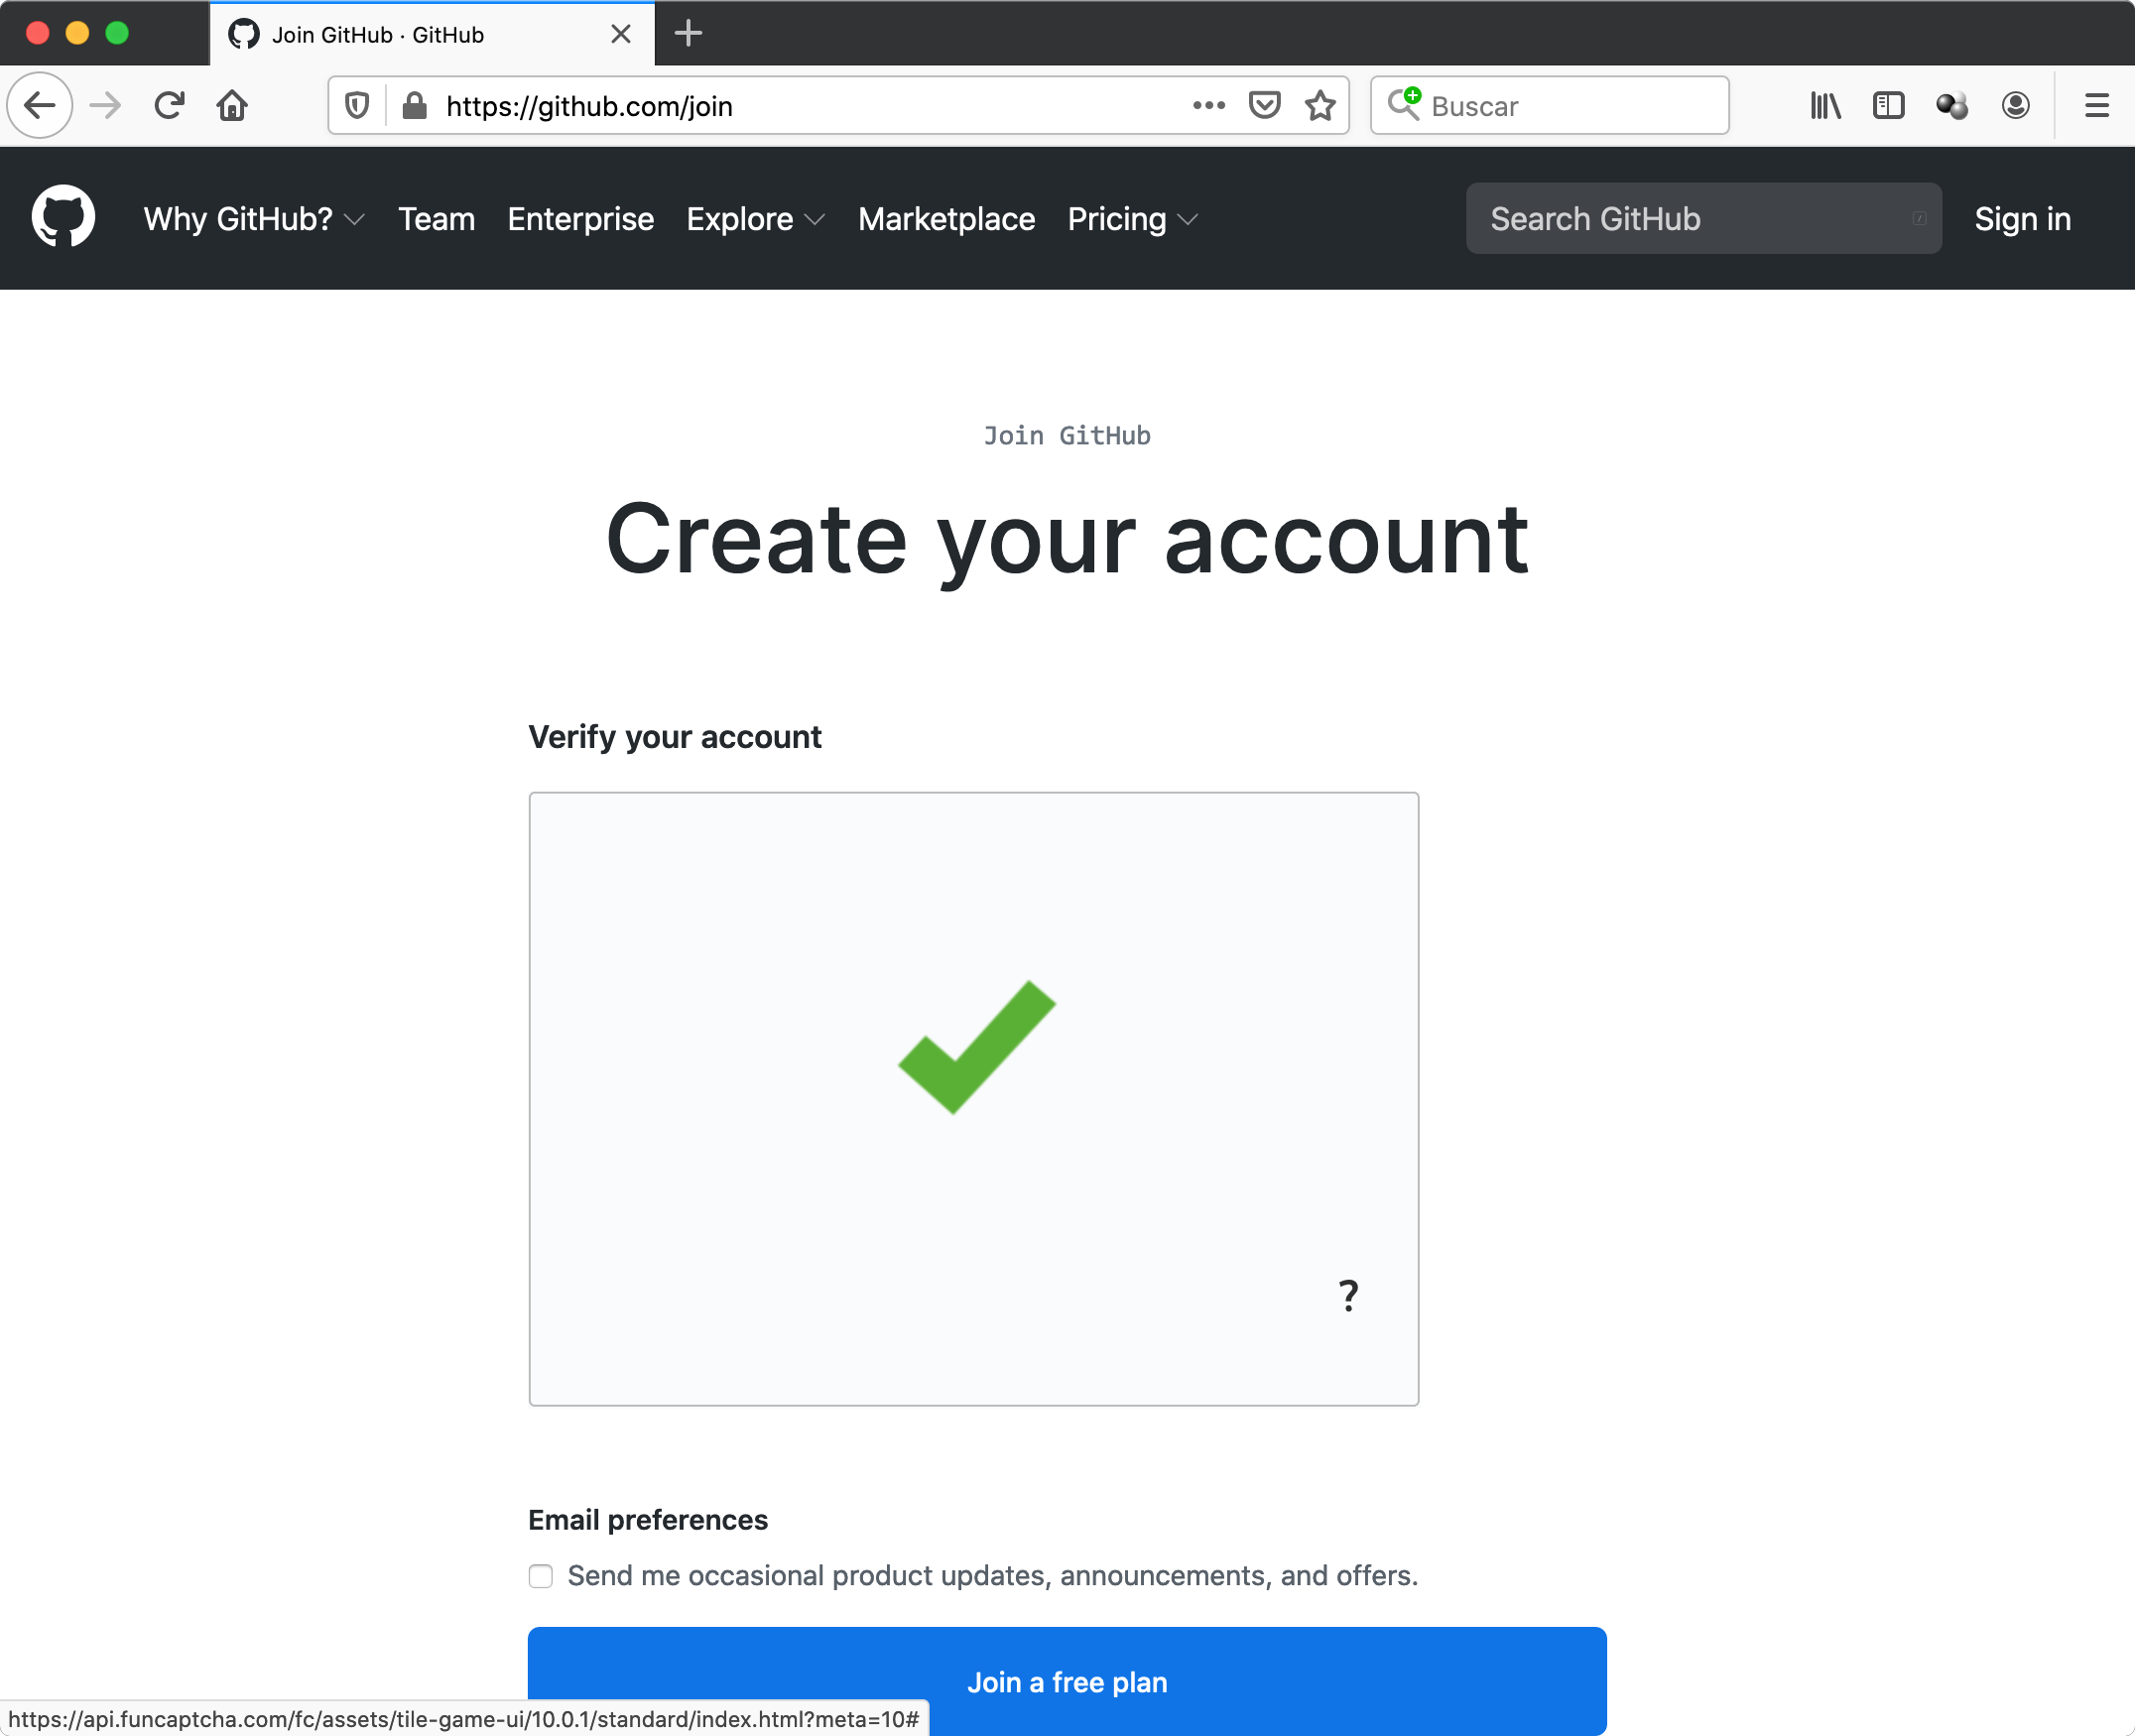 Join GitHub · GitHub
https://github.com/join
Buscar
Why GitHub? Team Enterprise Explore Marketplace Pricing
Search GitHub
/
Sign in
Join GitHub
Create your account
Verify your account
?
Email preferences
Send me occasional product updates, announcements, and offers.
Join a free plan
https://api.funcaptcha.com/fc/assets/tile-game-ui/10.0.1/standard/index.html?meta=10#